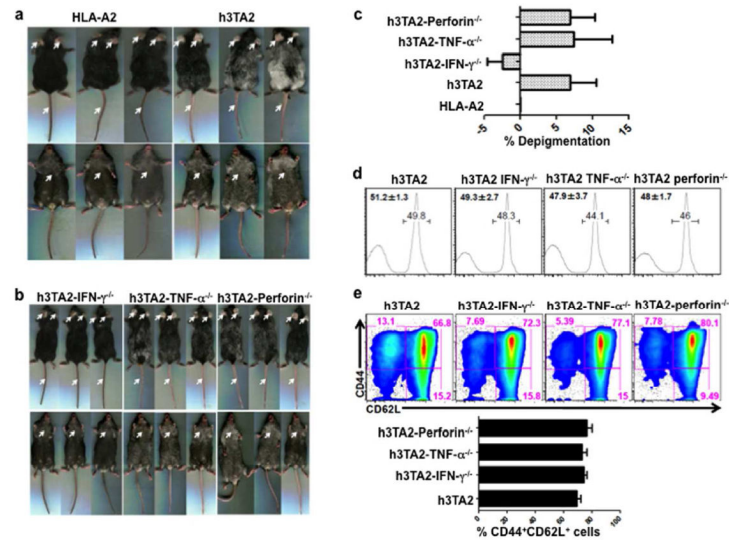 a
HLA-A2 h3TA2
b
h3TA2-IFN-γ-/- h3TA2-TNF-α-/- h3TA2-Perforin-/-
c
h3TA2-Perforin-/-
h3TA2-TNF-α-/-
h3TA2-IFN-γ-/-
h3TA2
HLA-A2
-5 0 5 10 15
% Depigmentation
d
h3TA2 h3TA2 IFN-γ-/- h3TA2 TNF-α-/- h3TA2 perforin-/-
51.2±1.3 49.3±2.7 47.9±3.7 48±1.7
49.8 48.3 44.1 46
e
h3TA2 h3TA2-IFN-γ-/- h3TA2-TNF-α-/- h3TA2-perforin-/-
13.1 66.8 7.69 72.3 5.39 77.1 7.78 80.1
15.2 15.8 15 9.49
CD44
CD62L
h3TA2-Perforin-/-
h3TA2-TNF-α-/-
h3TA2-IFN-γ-/-
h3TA2
0 20 40 60 80 100
% CD44+CD62L+ cells